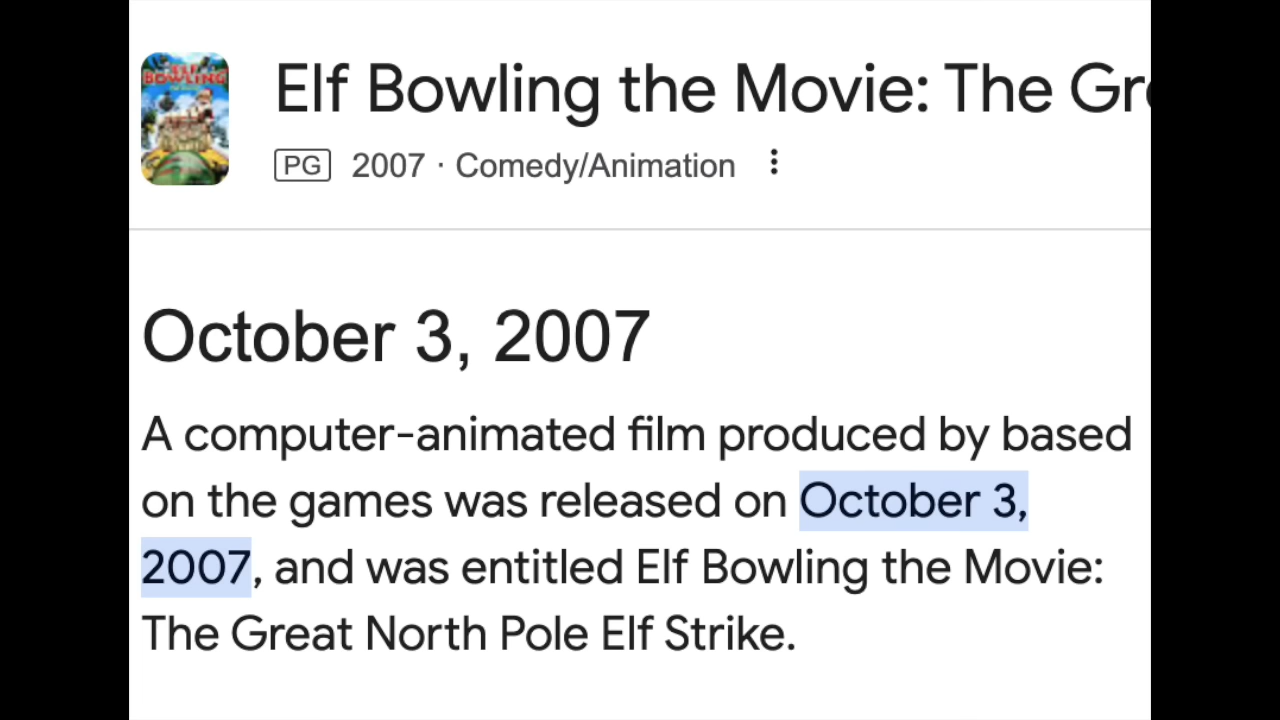 ELF
BOWLING
Elf Bowling the Movie: The Gr
PG 2007 · Comedy/Animation
October 3, 2007
A computer-animated film produced by based
on the games was released on October 3,
2007, and was entitled Elf Bowling the Movie:
The Great North Pole Elf Strike.